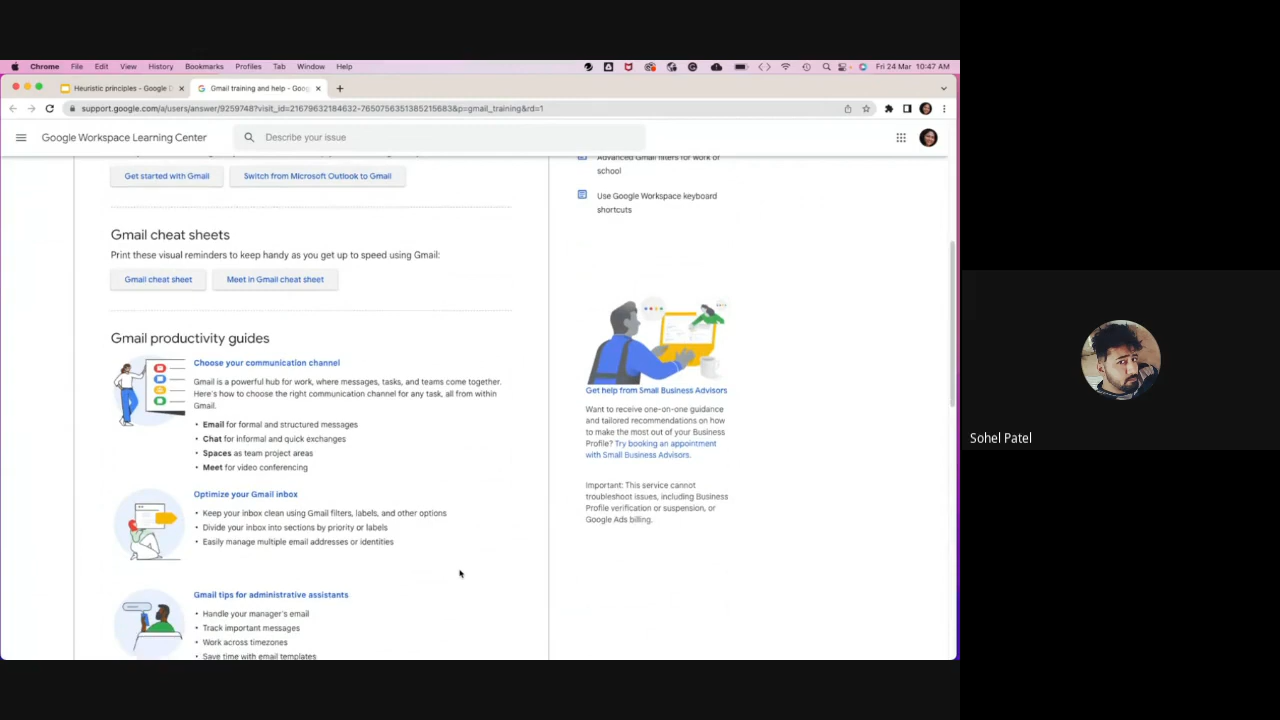 Chrome File Edit View History Bookmarks Profiles Tab Window Help Fri 24 Mar 10:47 AM
Heuristic principles - Google D Gmail training and help - Goog
support.google.com/a/users/answer/9259748?visit_id=21679632184632-7650756351385215683&p=gmail_training&rd=1
Google Workspace Learning Center Describe your issue
Get started with Gmail Switch from Microsoft Outlook to Gmail
Gmail cheat sheets
Print these visual reminders to keep handy as you get up to speed using Gmail:
Gmail cheat sheet Meet in Gmail cheat sheet
Gmail productivity guides
Choose your communication channel
Gmail is a powerful hub for work, where messages, tasks, and teams come together.
Here's how to choose the right communication channel for any task, all from within
Gmail.
• Email for formal and structured messages
• Chat for informal and quick exchanges
• Spaces as team project areas
• Meet for video conferencing
Optimize your Gmail inbox
• Keep your inbox clean using Gmail filters, labels, and other options
• Divide your inbox into sections by priority or labels
• Easily manage multiple email addresses or identities
Gmail tips for administrative assistants
• Handle your manager's email
• Track important messages
• Work across timezones
• Save time with email templates
Advanced Gmail filters for work or
school
Use Google Workspace keyboard
shortcuts
Get help from Small Business Advisors
Want to receive one-on-one guidance
and tailored recommendations on how
to make the most out of your Business
Profile? Try booking an appointment
with Small Business Advisors.
Important: This service cannot
troubleshoot issues, including Business
Profile verification or suspension, or
Google Ads billing.
Sohel Patel